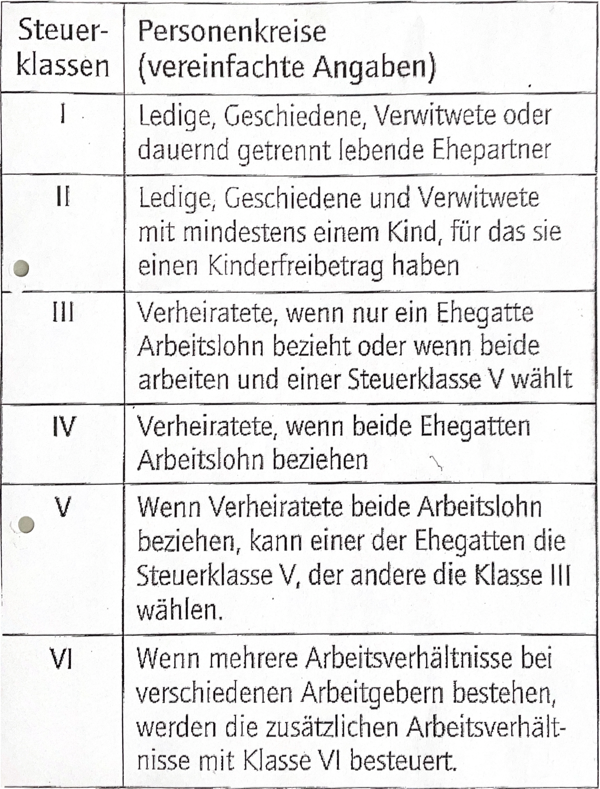 Steuer-
klassen
Personenkreise
(vereinfachte Angaben)
I
Ledige, Geschiedene, Verwitwete oder
dauernd getrennt lebende Ehepartner
II
Ledige, Geschiedene und Verwitwete
mit mindestens einem Kind, für das sie
einen Kinderfreibetrag haben
III
Verheiratete, wenn nur ein Ehegatte
Arbeitslohn bezieht oder wenn beide
arbeiten und einer Steuerklasse V wählt
IV
Verheiratete, wenn beide Ehegatten
Arbeitslohn beziehen
V
Wenn Verheiratete beide Arbeitslohn
beziehen, kann einer der Ehegatten die
Steuerklasse V, der andere die Klasse III
wählen.
VI
Wenn mehrere Arbeitsverhältnisse bei
verschiedenen Arbeitgebern bestehen,
werden die zusätzlichen Arbeitsverhält-
nisse mit Klasse VI besteuert.